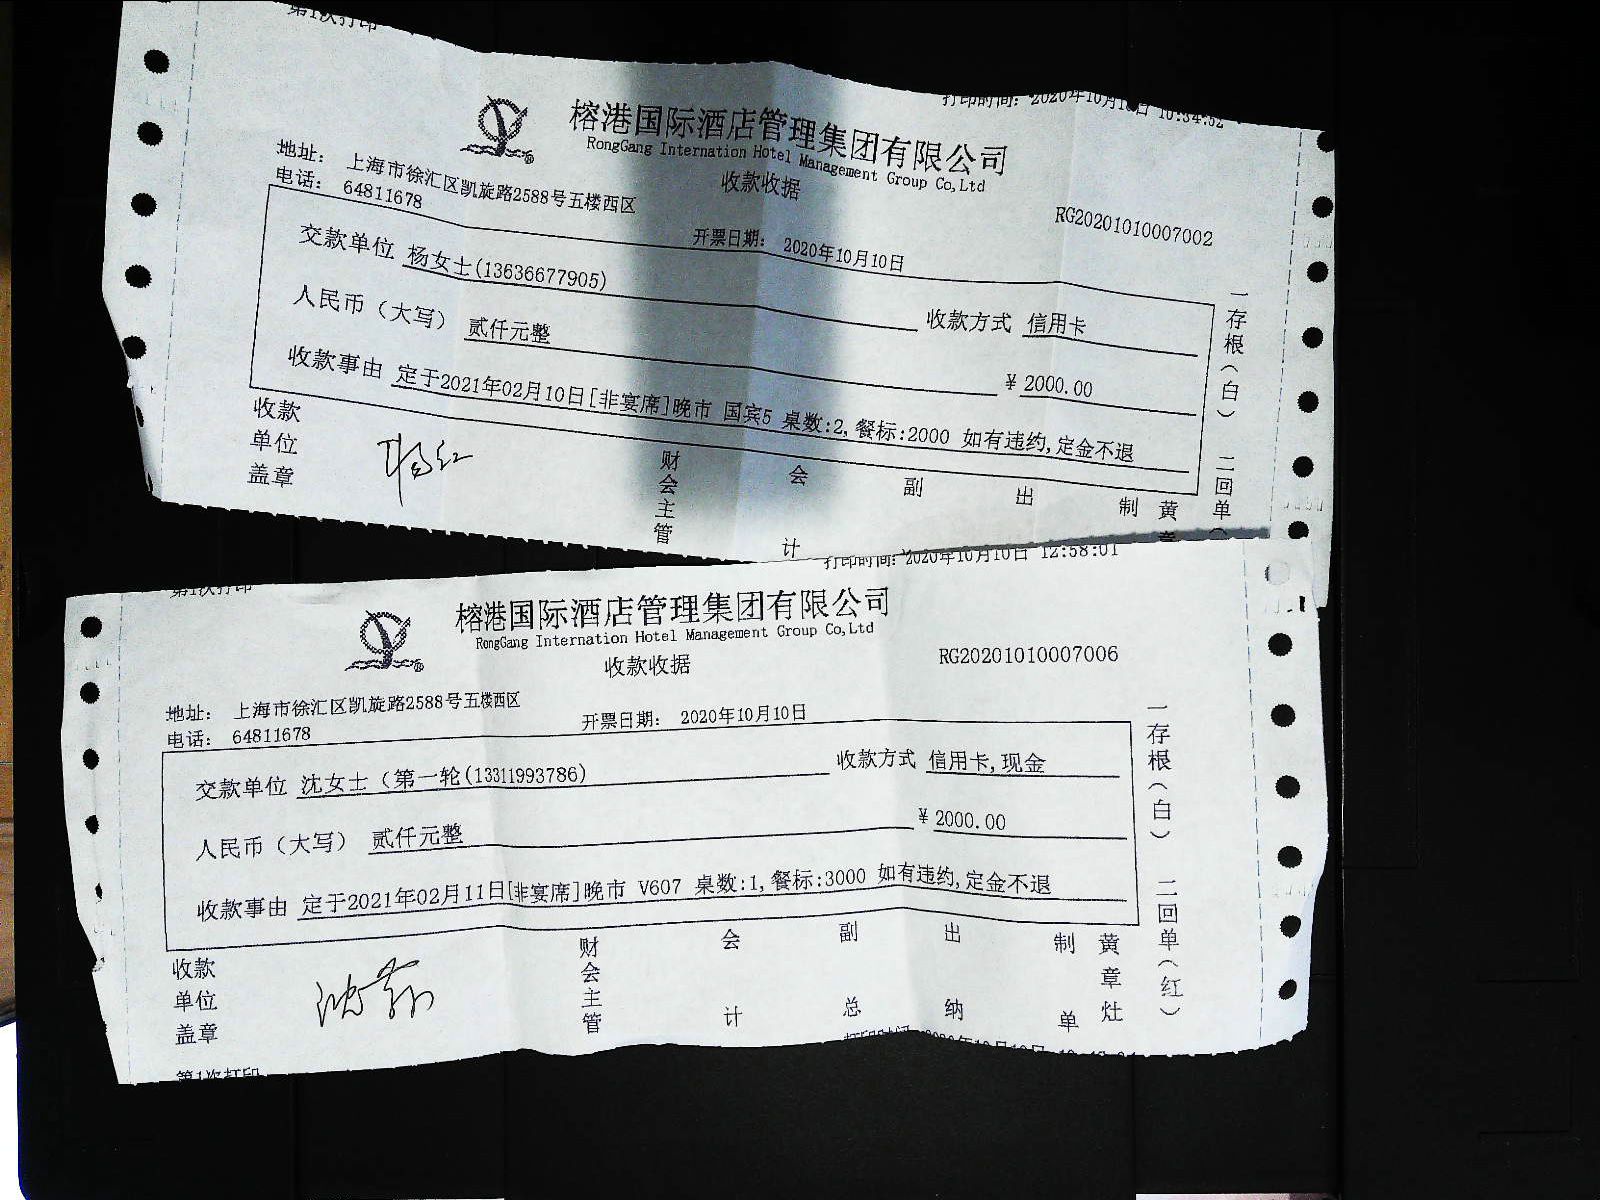 第1次打印
打印时间: 2020年10月10日 10:34:52
榕港国际酒店管理集团有限公司
RongGang Internation Hotel Management Group Co,Ltd
收款收据
地址: 上海市徐汇区凯旋路2588号五楼西区
电话: 64811678
RG20201010007002
开票日期: 2020年10月10日
交款单位 杨女士(13636677905)
收款方式 信用卡
人民币（大写） 贰仟元整
¥ 2000.00
收款事由 定于2021年02月10日[非宴席]晚市 国宾5 桌数:2,餐标:2000 如有违约,定金不退
收款单位盖章
杨红
财会主管
会计
副
出
制
黄章
一存根（白） 二回单（
打印时间: 2020年10月10日 12:58:01
第1次打印
榕港国际酒店管理集团有限公司
RongGang Internation Hotel Management Group Co,Ltd
收款收据
RG20201010007006
地址: 上海市徐汇区凯旋路2588号五楼西区
电话: 64811678
开票日期: 2020年10月10日
交款单位 沈女士（第一轮(13311993786)
收款方式 信用卡,现金
人民币（大写） 贰仟元整
¥ 2000.00
收款事由 定于2021年02月11日[非宴席]晚市 V607 桌数:1,餐标:3000 如有违约,定金不退
收款单位盖章
财会主管
会计
副总
出纳
制单
黄章灶
一存根（白） 二回单（红）
第1次打印